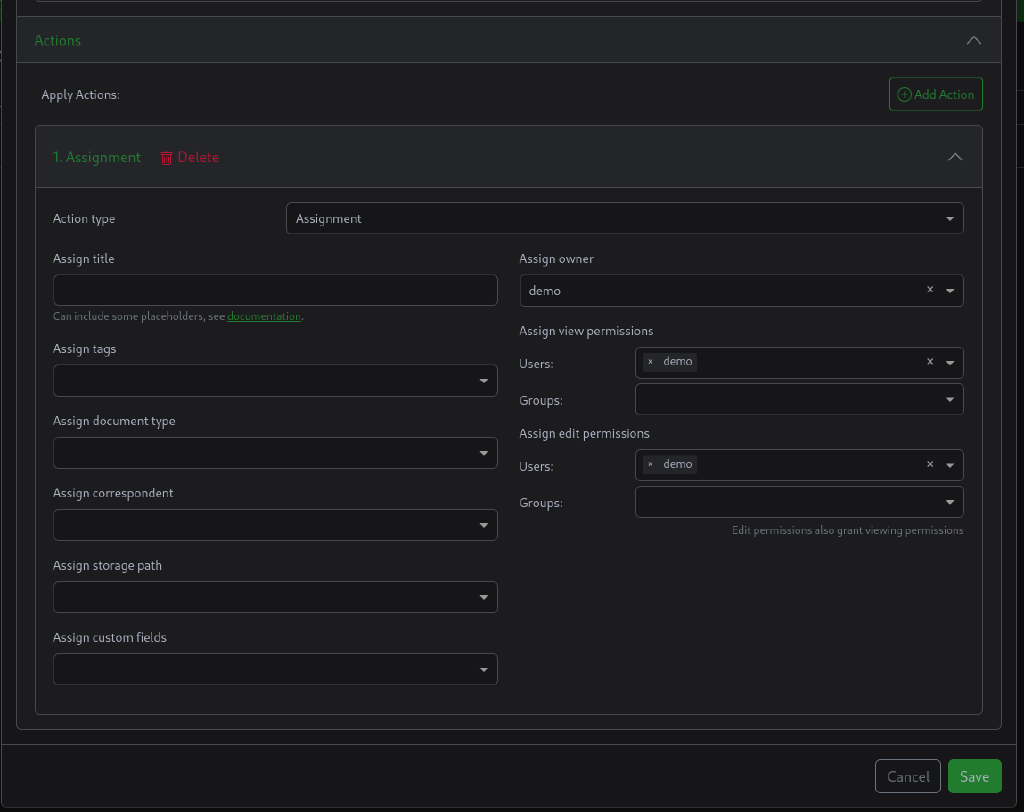 Actions
Apply Actions:
Add Action
1. Assignment Delete
Action type
Assignment
Assign title
Can include some placeholders, see documentation.
Assign tags
Assign document type
Assign correspondent
Assign storage path
Assign custom fields
Assign owner
demo
Assign view permissions
Users:
× demo
Groups:
Assign edit permissions
Users:
× demo
Groups:
Edit permissions also grant viewing permissions
Cancel
Save